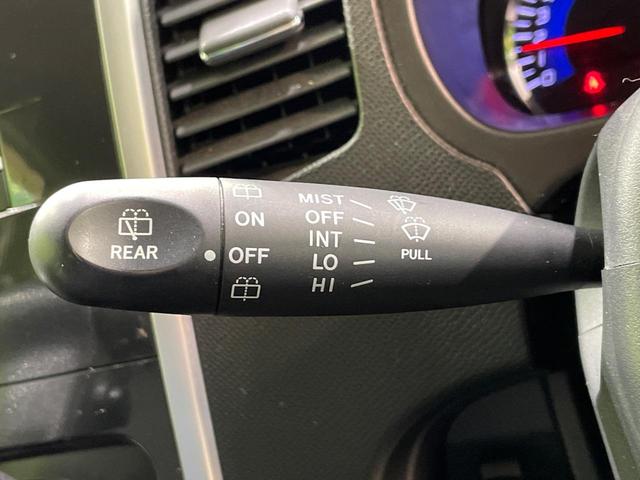 REAR
ON
OFF
MIST
OFF
INT
LO
HI
PULL